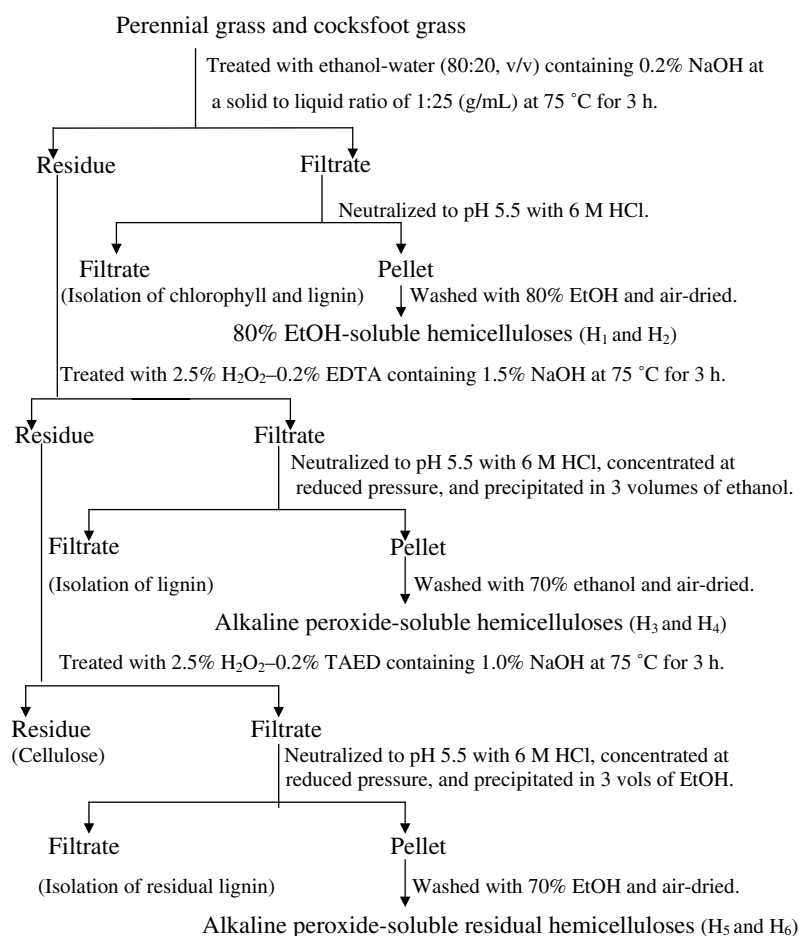 Perennial grass and cocksfoot grass
Treated with ethanol-water (80:20, v/v) containing 0.2% NaOH at
a solid to liquid ratio of 1:25 (g/mL) at 75 ˚C for 3 h.
Residue Filtrate
Neutralized to pH 5.5 with 6 M HCl.
Filtrate Pellet
(Isolation of chlorophyll and lignin) Washed with 80% EtOH and air-dried.
80% EtOH-soluble hemicelluloses (H₁ and H₂)
Treated with 2.5% H₂O₂–0.2% EDTA containing 1.5% NaOH at 75 ˚C for 3 h.
Residue Filtrate
Neutralized to pH 5.5 with 6 M HCl, concentrated at
reduced pressure, and precipitated in 3 volumes of ethanol.
Filtrate Pellet
(Isolation of lignin) Washed with 70% ethanol and air-dried.
Alkaline peroxide-soluble hemicelluloses (H₃ and H₄)
Treated with 2.5% H₂O₂–0.2% TAED containing 1.0% NaOH at 75 ˚C for 3 h.
Residue Filtrate
(Cellulose) Neutralized to pH 5.5 with 6 M HCl, concentrated at
reduced pressure, and precipitated in 3 vols of EtOH.
Filtrate Pellet
(Isolation of residual lignin) Washed with 70% EtOH and air-dried.
Alkaline peroxide-soluble residual hemicelluloses (H₅ and H₆)